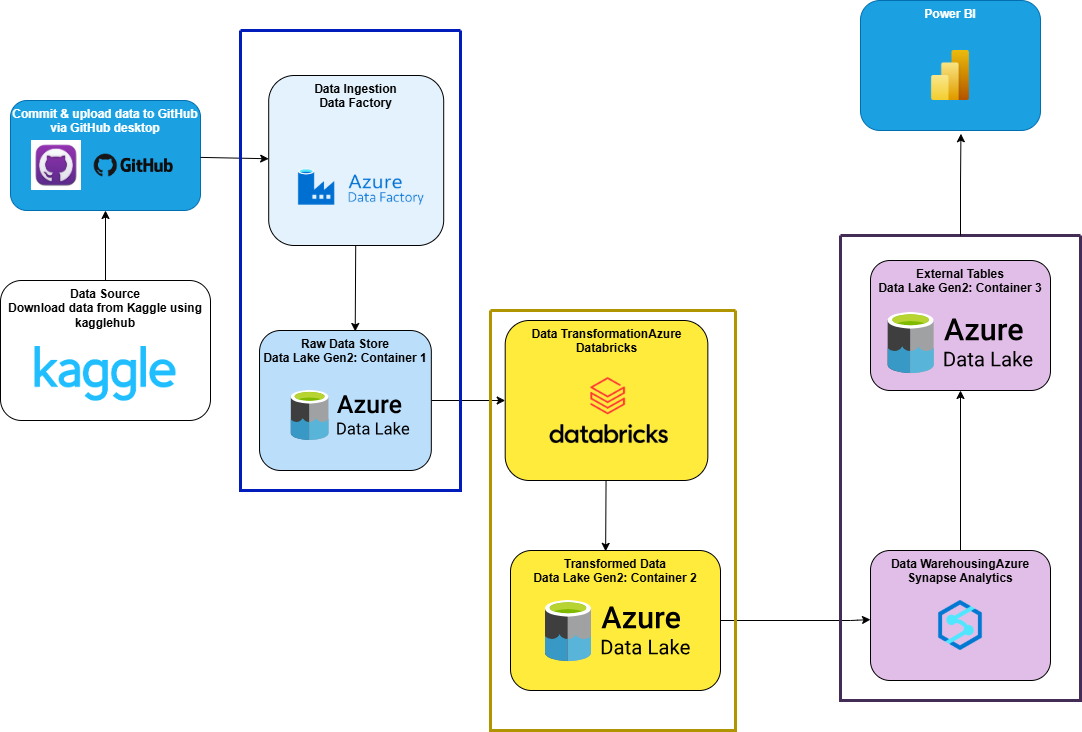 Data Source
Download data from Kaggle using
kagglehub
kaggle
Commit & upload data to GitHub
via GitHub desktop
GitHub
Data Ingestion
Data Factory
Azure
Data Factory
Raw Data Store
Data Lake Gen2: Container 1
Azure
Data Lake
Data TransformationAzure
Databricks
databricks
Transformed Data
Data Lake Gen2: Container 2
Azure
Data Lake
Data WarehousingAzure
Synapse Analytics
External Tables
Data Lake Gen2: Container 3
Azure
Data Lake
Power BI